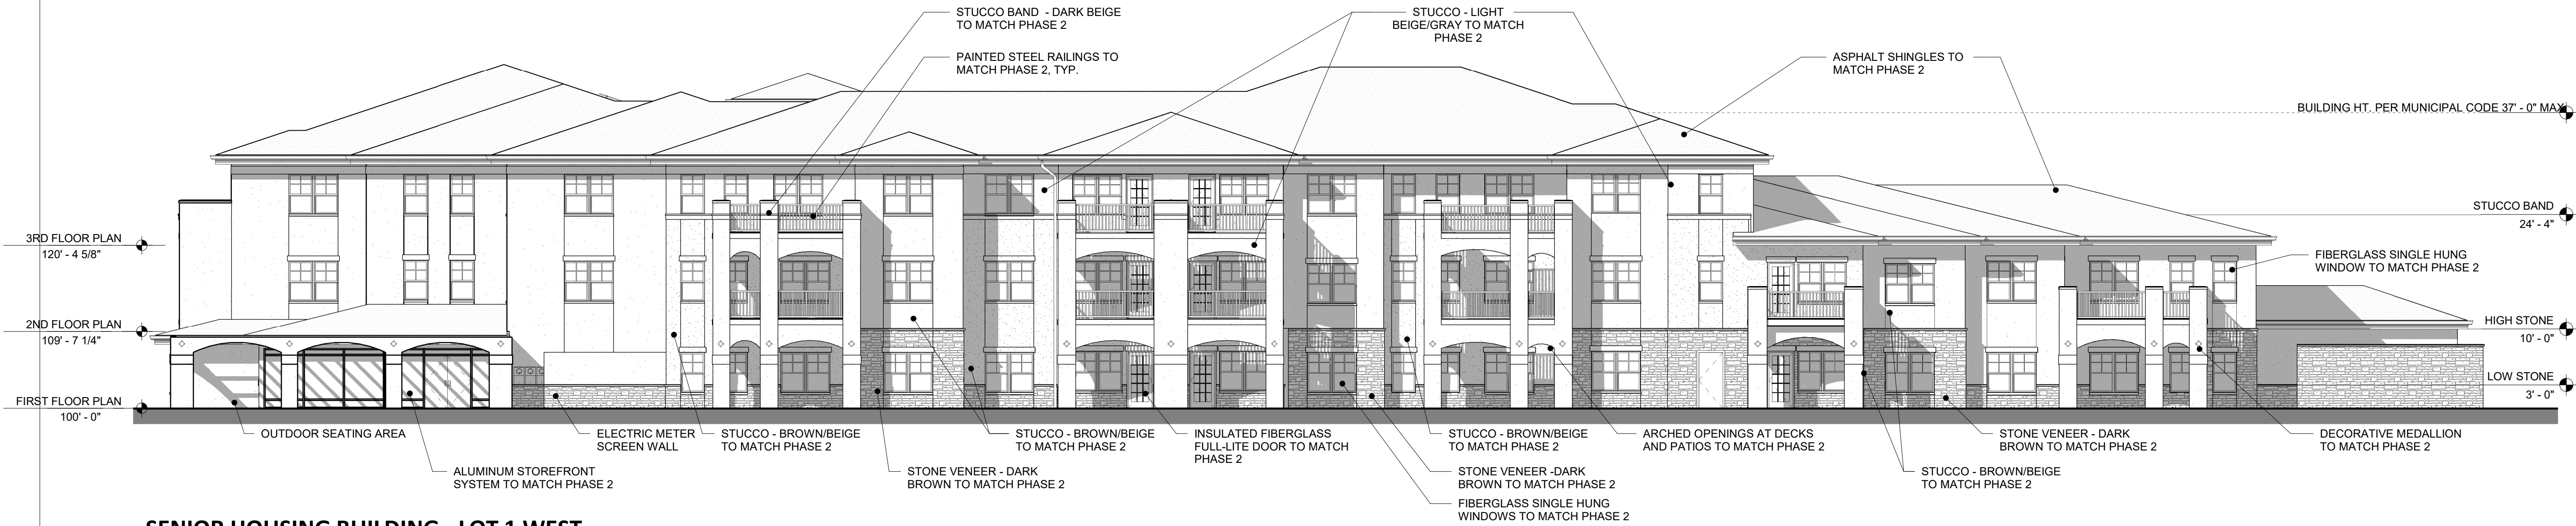 STUCCO BAND - DARK BEIGE
TO MATCH PHASE 2
PAINTED STEEL RAILINGS TO
MATCH PHASE 2, TYP.
STUCCO - LIGHT
BEIGE/GRAY TO MATCH
PHASE 2
ASPHALT SHINGLES TO
MATCH PHASE 2
BUILDING HT. PER MUNICIPAL CODE 37' - 0" MAX
STUCCO BAND
24' - 4"
FIBERGLASS SINGLE HUNG
WINDOW TO MATCH PHASE 2
HIGH STONE
10' - 0"
LOW STONE
3' - 0"
3RD FLOOR PLAN
120' - 4 5/8"
2ND FLOOR PLAN
109' - 7 1/4"
FIRST FLOOR PLAN
100' - 0"
OUTDOOR SEATING AREA
ALUMINUM STOREFRONT
SYSTEM TO MATCH PHASE 2
ELECTRIC METER
SCREEN WALL
STUCCO - BROWN/BEIGE
TO MATCH PHASE 2
STONE VENEER - DARK
BROWN TO MATCH PHASE 2
STUCCO - BROWN/BEIGE
TO MATCH PHASE 2
INSULATED FIBERGLASS
FULL-LITE DOOR TO MATCH
PHASE 2
STUCCO - BROWN/BEIGE
TO MATCH PHASE 2
STONE VENEER -DARK
BROWN TO MATCH PHASE 2
FIBERGLASS SINGLE HUNG
WINDOWS TO MATCH PHASE 2
ARCHED OPENINGS AT DECKS
AND PATIOS TO MATCH PHASE 2
STUCCO - BROWN/BEIGE
TO MATCH PHASE 2
STONE VENEER - DARK
BROWN TO MATCH PHASE 2
DECORATIVE MEDALLION
TO MATCH PHASE 2
SENIOR HOUSING BUILDING - LOT 1 WEST